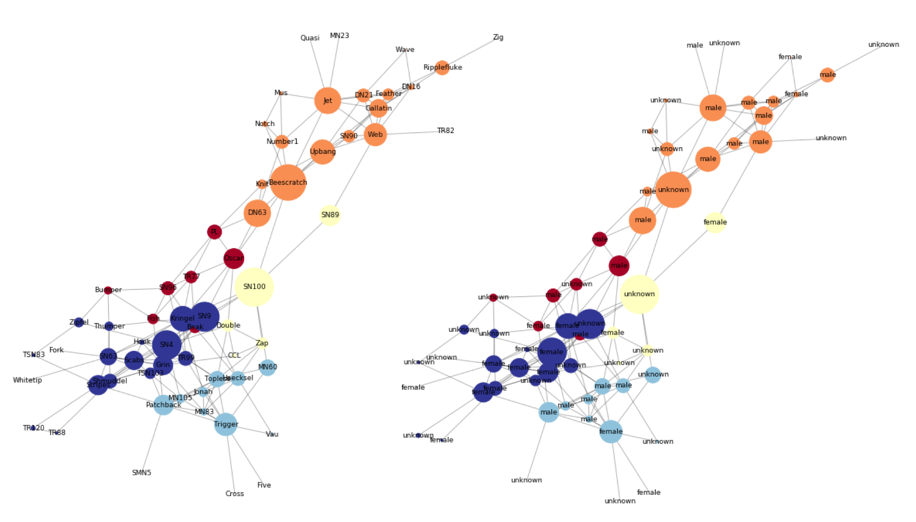 Quasi
MN23
Zig
Wave
Ripplefluke
Mus
DN21
Feather
DN16
Jet
Gallatin
Notch
Web
TR82
Number1
SN90
Upbang
Knit
Beescratch
DN63
SN89
Oscar
TR77
SN96
SN100
Bumper
Zipfel
Thumper
Kringel
SN9
Beak
Double
Hook
SN4
Zap
TSN83
Fork
SN63
Scabs
Grin
TR99
CCL
MN60
Whitetip
TSN103
Topless
Haecksel
Jonah
MN105
Patchback
MN83
Trigger
TR120
TR88
Vau
SMN5
Five
Cross
male
unknown
unknown
female
male
unknown
male
male
female
male
male
male
male
unknown
unknown
male
male
male
unknown
male
female
male
male
unknown
male
unknown
unknown
unknown
female
female
unknown
male
female
female
female
unknown
unknown
unknown
female
female
female
unknown
unknown
unknown
female
unknown
female
female
male
male
male
male
male
male
female
unknown
female
unknown
unknown
female
unknown